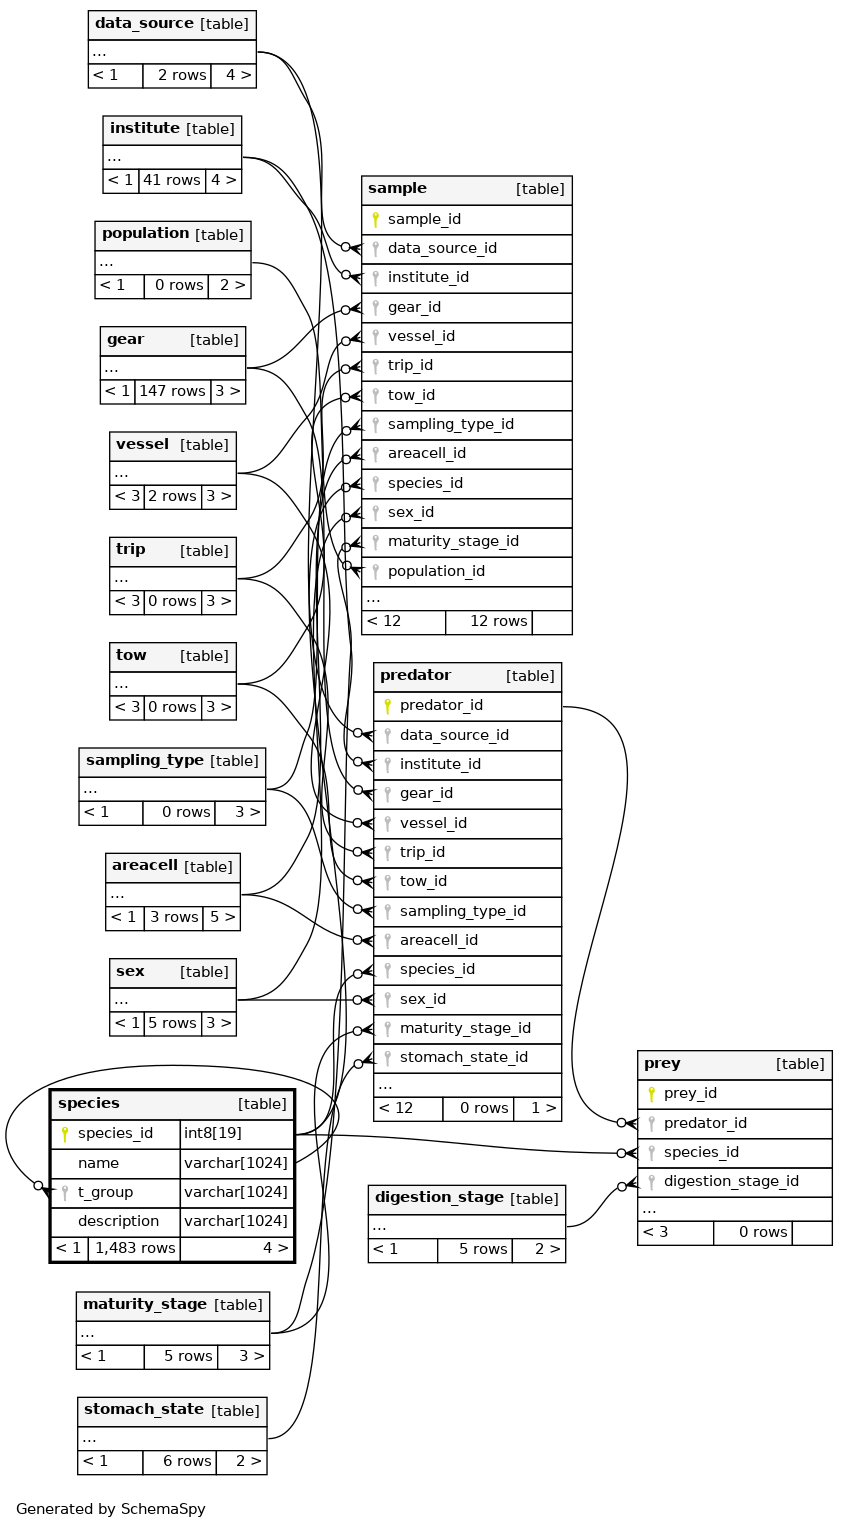 data_source [table]
...
< 1 2 rows 4 >
institute [table]
...
< 1 41 rows 4 >
population [table]
...
< 1 0 rows 2 >
gear [table]
...
< 1 147 rows 3 >
vessel [table]
...
< 3 2 rows 3 >
trip [table]
...
< 3 0 rows 3 >
tow [table]
...
< 3 0 rows 3 >
sampling_type [table]
...
< 1 0 rows 3 >
areacell [table]
...
< 1 3 rows 5 >
sex [table]
...
< 1 5 rows 3 >
species [table]
species_id int8[19]
name varchar[1024]
t_group varchar[1024]
description varchar[1024]
< 1 1,483 rows 4 >
maturity_stage [table]
...
< 1 5 rows 3 >
stomach_state [table]
...
< 1 6 rows 2 >
sample [table]
sample_id
data_source_id
institute_id
gear_id
vessel_id
trip_id
tow_id
sampling_type_id
areacell_id
species_id
sex_id
maturity_stage_id
population_id
...
< 12 12 rows
predator [table]
predator_id
data_source_id
institute_id
gear_id
vessel_id
trip_id
tow_id
sampling_type_id
areacell_id
species_id
sex_id
maturity_stage_id
stomach_state_id
...
< 12 0 rows 1 >
digestion_stage [table]
...
< 1 5 rows 2 >
prey [table]
prey_id
predator_id
species_id
digestion_stage_id
...
< 3 0 rows
Generated by SchemaSpy